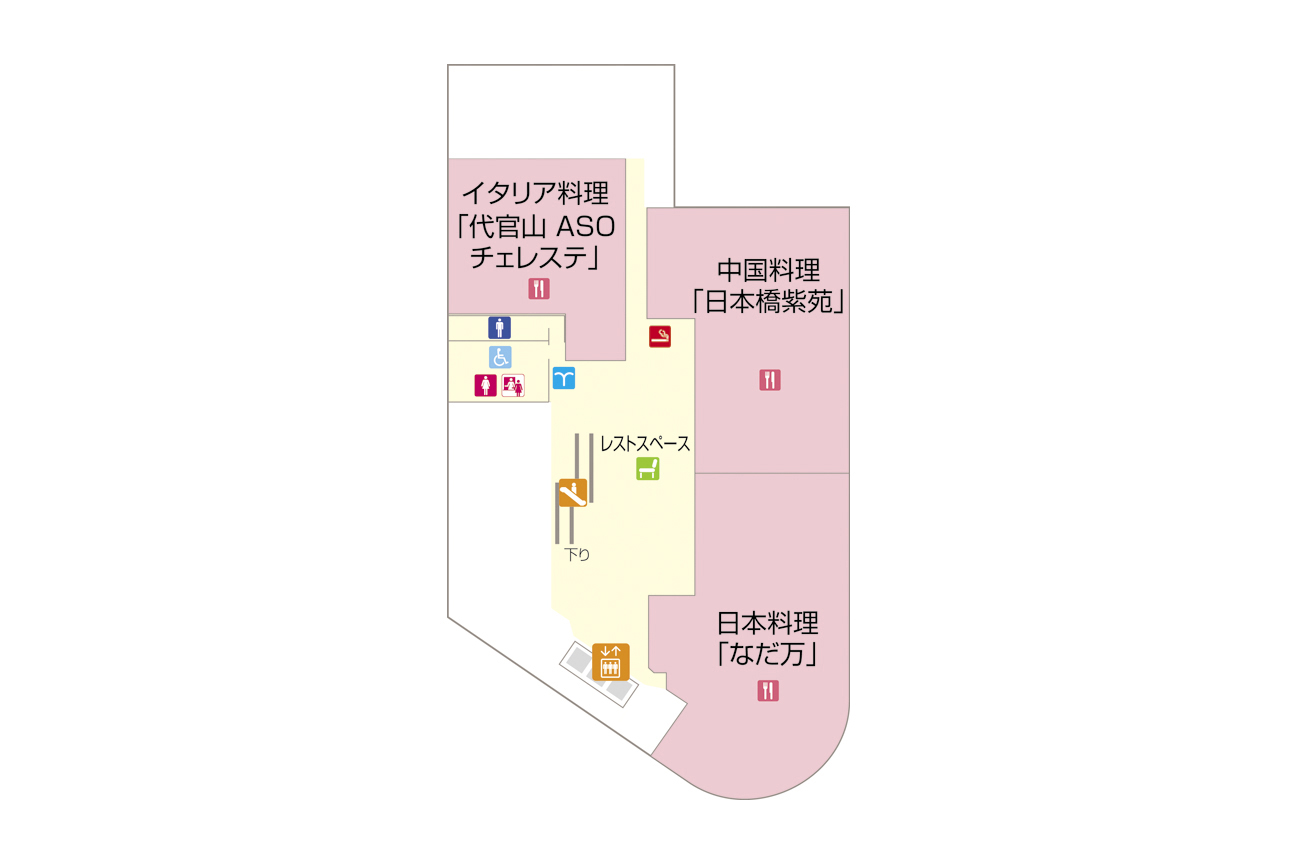 イタリア料理
「代官山 ASO
チェレステ」
中国料理
「日本橋紫苑」
レストスペース
下り
日本料理
「なだ万」